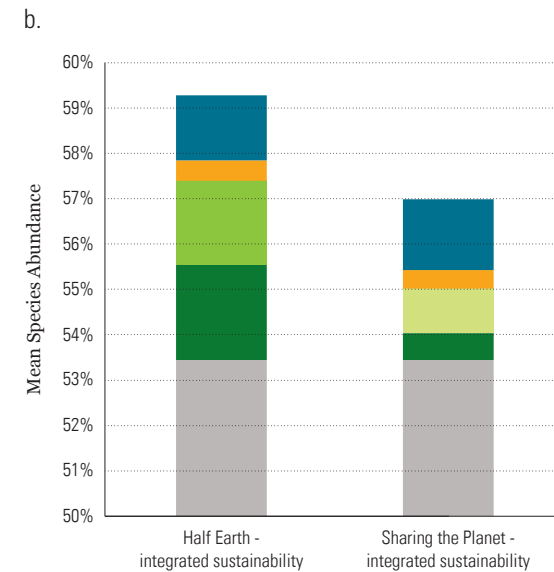 b.
60%
59%
58%
57%
56%
55%
54%
53%
52%
51%
50%
Mean Species Abundance
Half Earth -
integrated sustainability
Sharing the Planet -
integrated sustainability